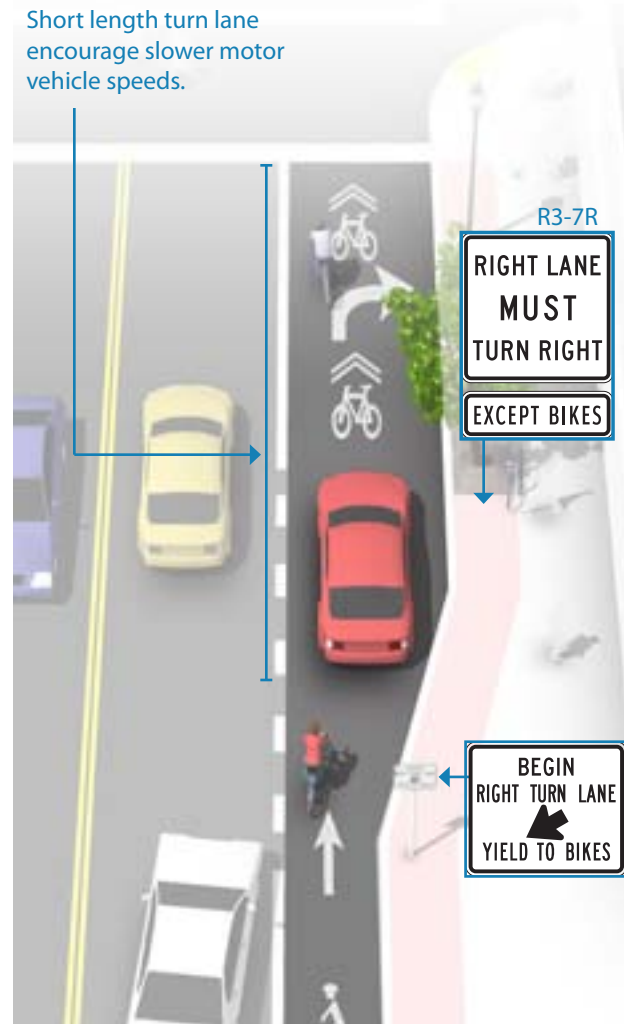 Short length turn lane
encourage slower motor
vehicle speeds.
R3-7R
RIGHT LANE
MUST
TURN RIGHT
EXCEPT BIKES
BEGIN
RIGHT TURN LANE
YIELD TO BIKES